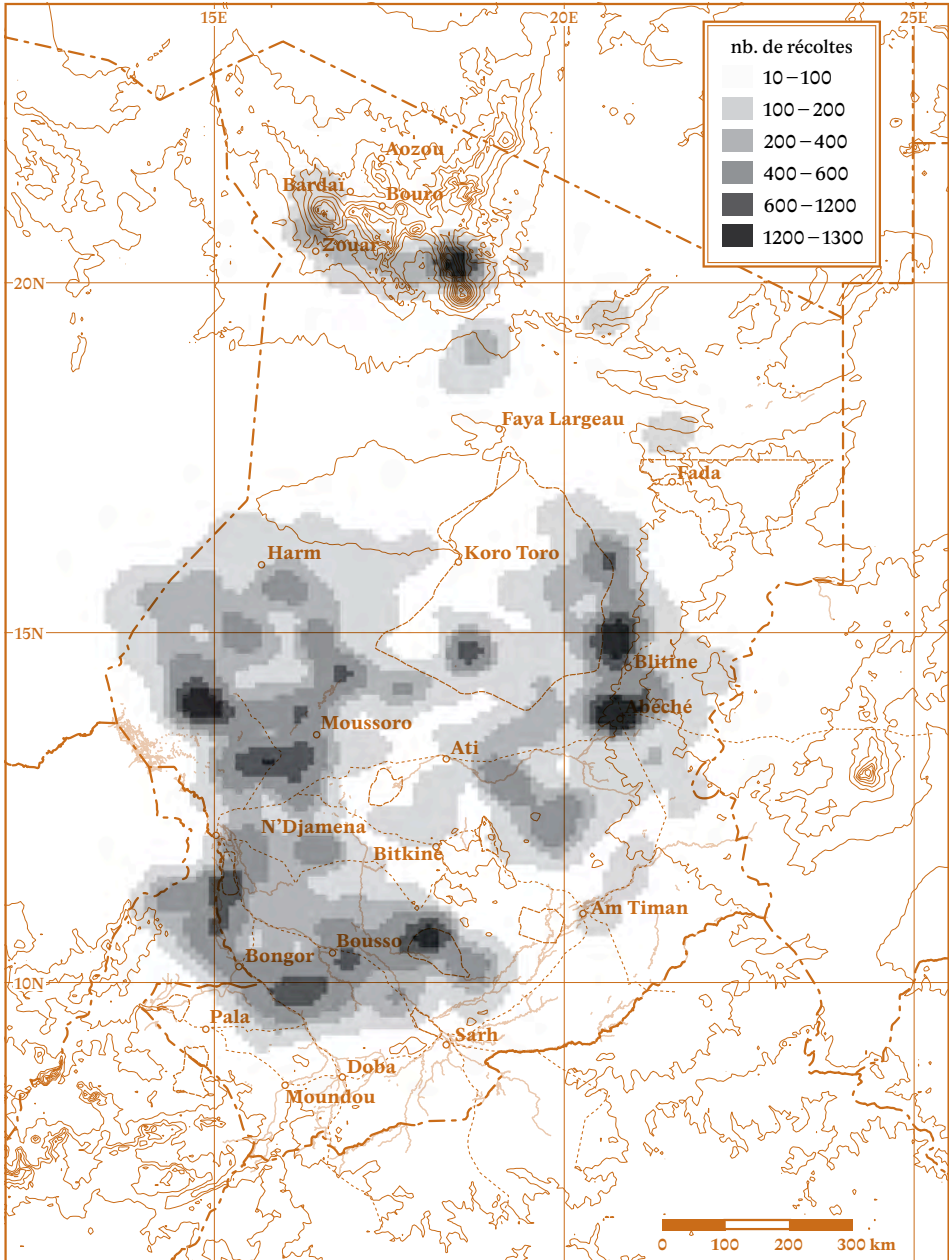 15E
20E
25E
nb. de récoltes
10 – 100
100 – 200
200 – 400
400 – 600
600 – 1200
1200 – 1300
Aozou
Bardaï
Bouro
Zouar
20N
Faya Largeau
Fada
Harm
Koro Toro
15N
Blitine
Abéché
Moussoro
Ati
N'Djamena
Bitkine
Am Timan
Bousso
Bongor
10N
Pala
Sarh
Doba
Moundou
0 100 200 300 km